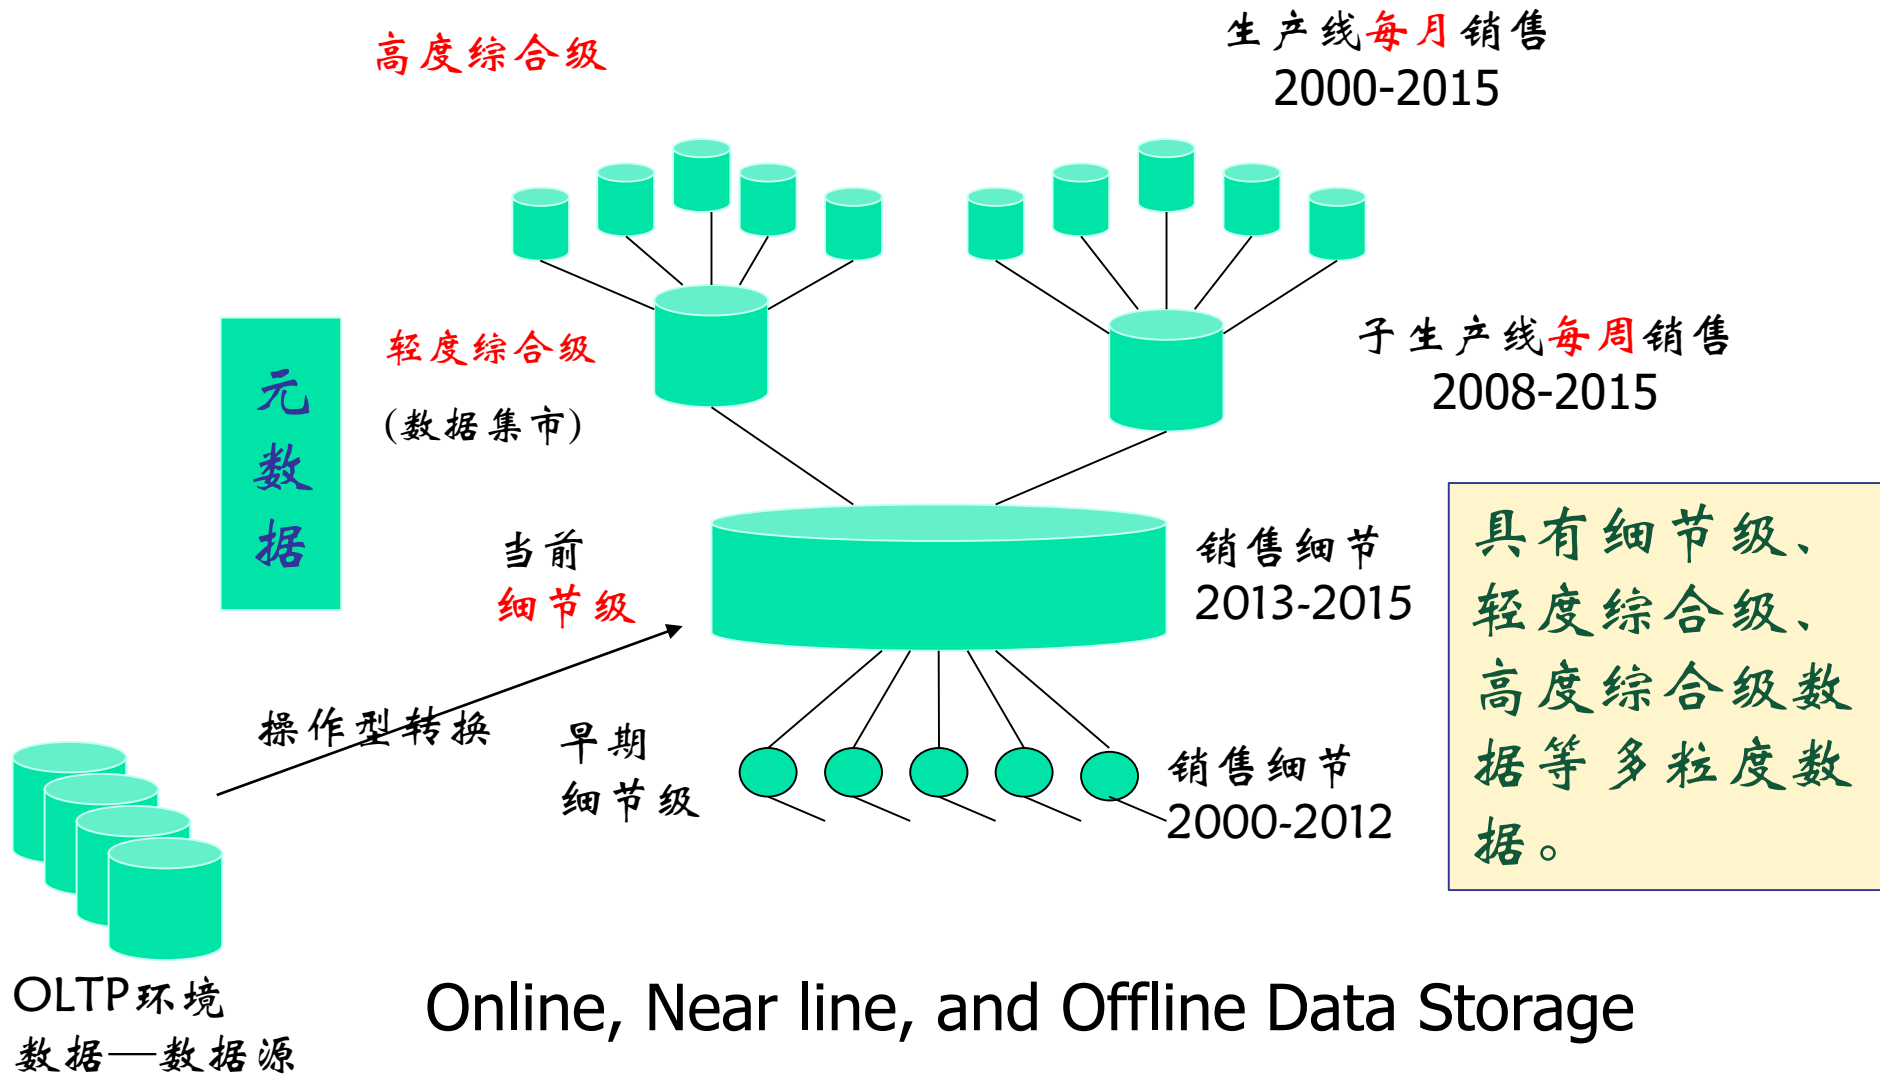 高度综合级
生产线每月销售
2000-2015
轻度综合级
(数据集市)
子生产线每周销售
2008-2015
元
数
据
当前
细节级
销售细节
2013-2015
具有细节级、
轻度综合级、
高度综合级数
据等多粒度数
据。
操作型转换
早期
细节级
销售细节
2000-2012
OLTP环境
数据—数据源
Online, Near line, and Offline Data Storage